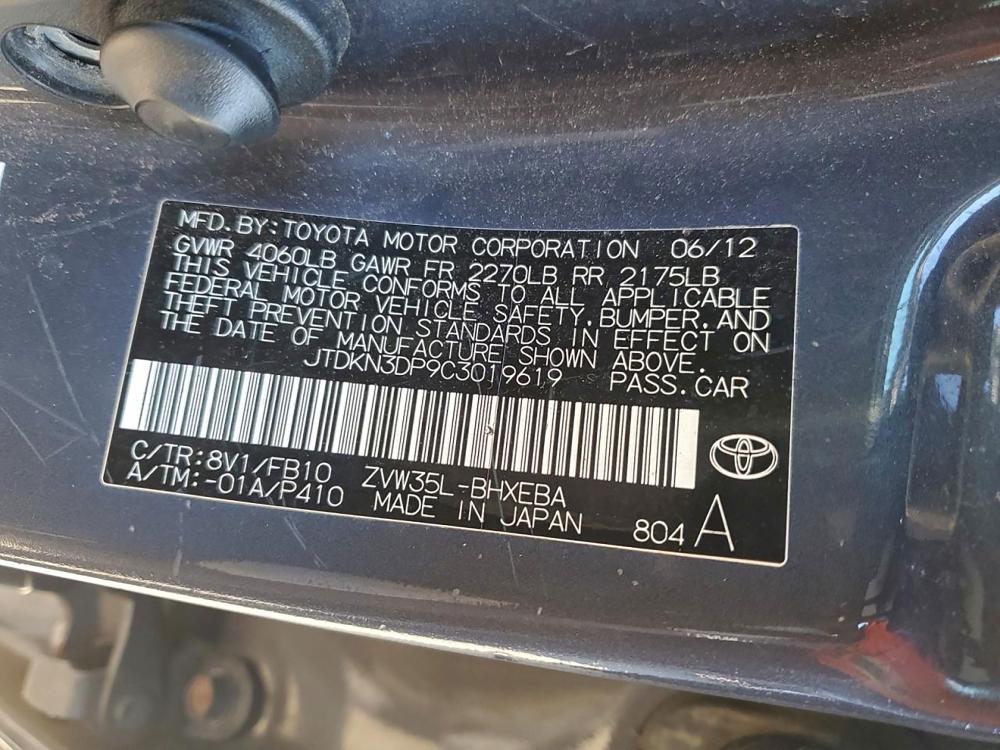 MFD. BY: TOYOTA MOTOR CORPORATION 06/12
GVWR 4060LB GAWR FR 2270LB RR 2175LB
THIS VEHICLE CONFORMS TO ALL APPLICABLE
FEDERAL MOTOR VEHICLE SAFETY, BUMPER, AND
THEFT PREVENTION STANDARDS IN EFFECT ON
THE DATE OF MANUFACTURE SHOWN ABOVE.
JTDKN3DP9C3019619 PASS. CAR
C/TR: 8V1/FB10 ZVW35L-BHXEBA
A/TM: -01A/P410 MADE IN JAPAN 804 A